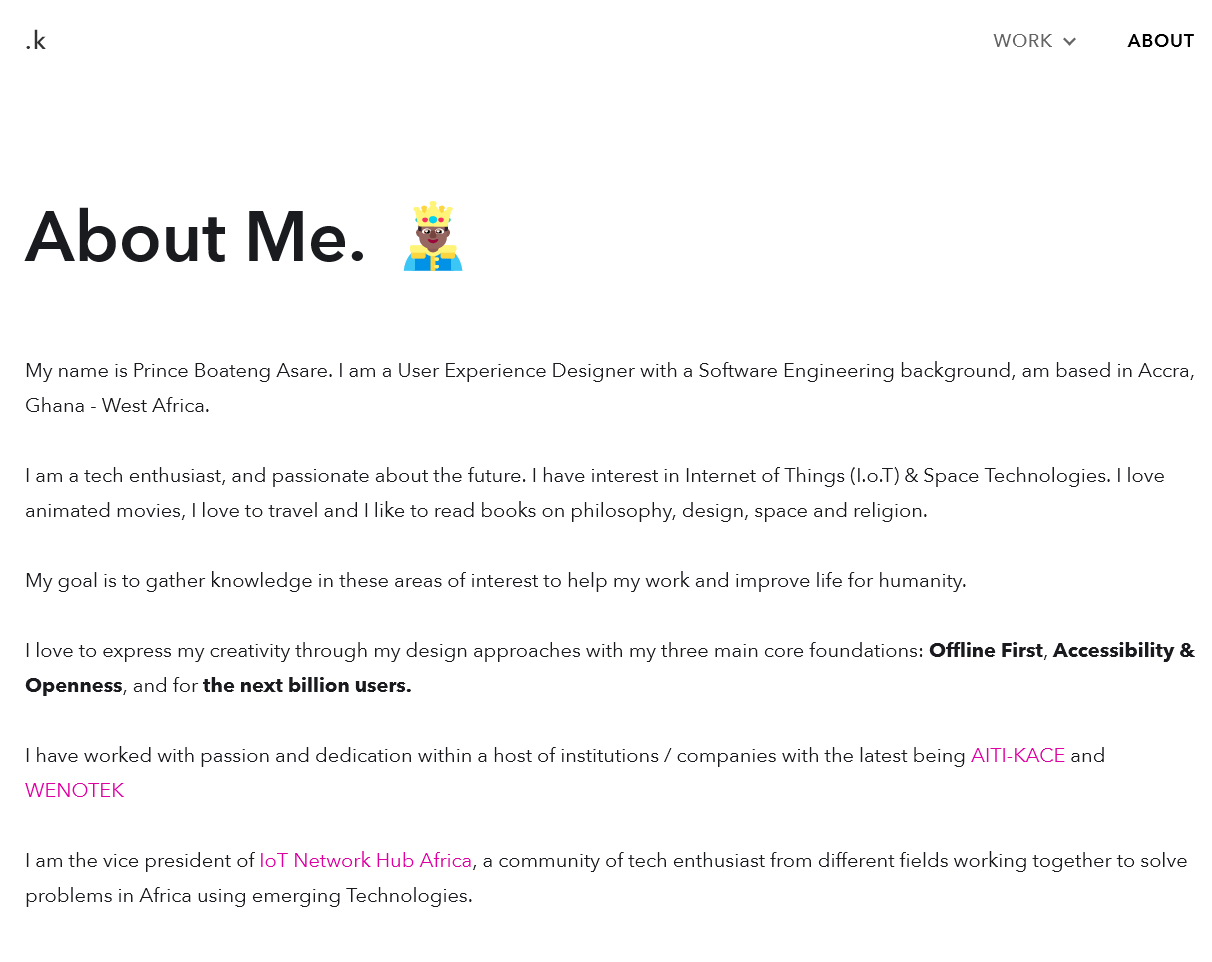 .k
WORK
ABOUT
About Me.
My name is Prince Boateng Asare. I am a User Experience Designer with a Software Engineering background, am based in Accra,
Ghana - West Africa.
I am a tech enthusiast, and passionate about the future. I have interest in Internet of Things (I.o.T) & Space Technologies. I love
animated movies, I love to travel and I like to read books on philosophy, design, space and religion.
My goal is to gather knowledge in these areas of interest to help my work and improve life for humanity.
I love to express my creativity through my design approaches with my three main core foundations: Offline First, Accessibility &
Openness, and for the next billion users.
I have worked with passion and dedication within a host of institutions / companies with the latest being AITI-KACE and
WENOTEK
I am the vice president of IoT Network Hub Africa, a community of tech enthusiast from different fields working together to solve
problems in Africa using emerging Technologies.